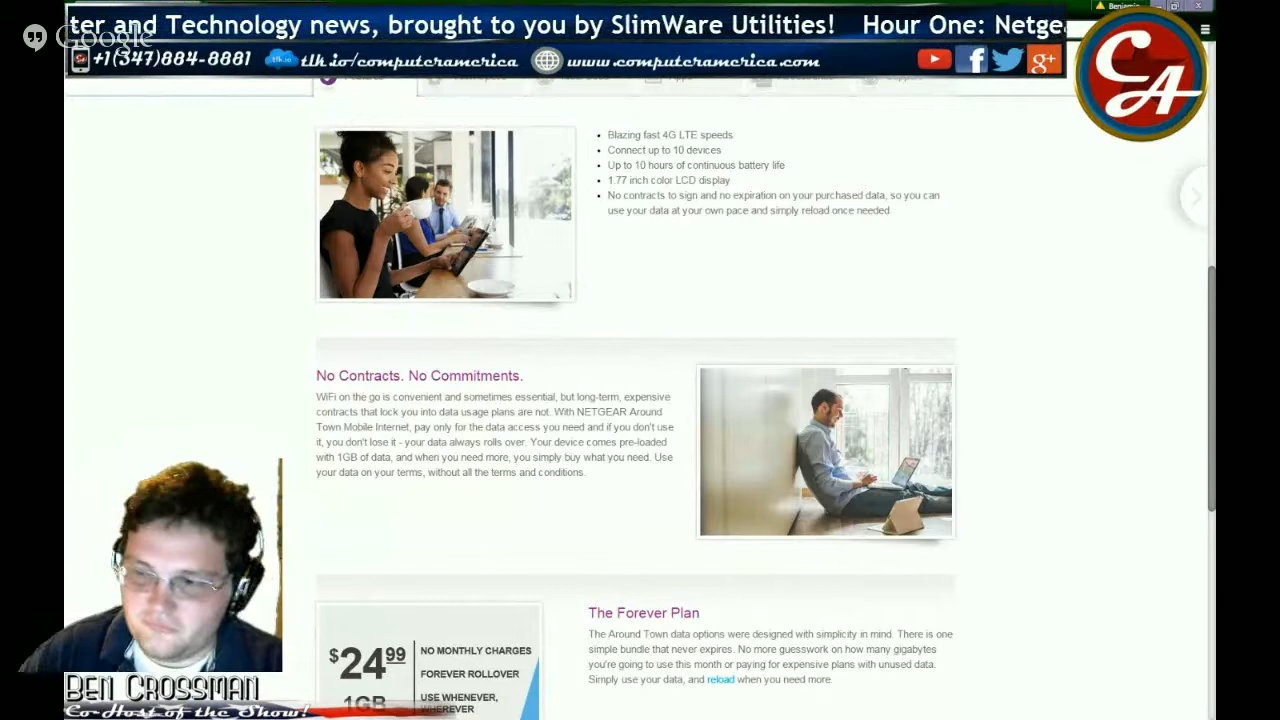 ter and Technology news, brought to you by SlimWare Utilities! Hour One: Netgea
Google
Benjamin
+1(347)884-8881 tlk.io/computeramerica www.computeramerica.com
CA
Blazing fast 4G LTE speeds
Connect up to 10 devices
Up to 10 hours of continuous battery life
1.77 inch color LCD display
No contracts to sign and no expiration on your purchased data, so you can
use your data at your own pace and simply reload once needed
No Contracts. No Commitments.
WiFi on the go is convenient and sometimes essential, but long-term, expensive
contracts that lock you into data usage plans are not. With NETGEAR Around
Town Mobile Internet, pay only for the data access you need and if you don't use
it, you don't lose it - your data always rolls over. Your device comes pre-loaded
with 1GB of data, and when you need more, you simply buy what you need. Use
your data on your terms, without all the terms and conditions.
The Forever Plan
The Around Town data options were designed with simplicity in mind. There is one
simple bundle that never expires. No more guesswork on how many gigabytes
you're going to use this month or paying for expensive plans with unused data.
Simply use your data, and reload when you need more.
$24.99
1GB
NO MONTHLY CHARGES
FOREVER ROLLOVER
USE WHENEVER,
WHEREVER
Ben Crossman
Co-Host of the Show!